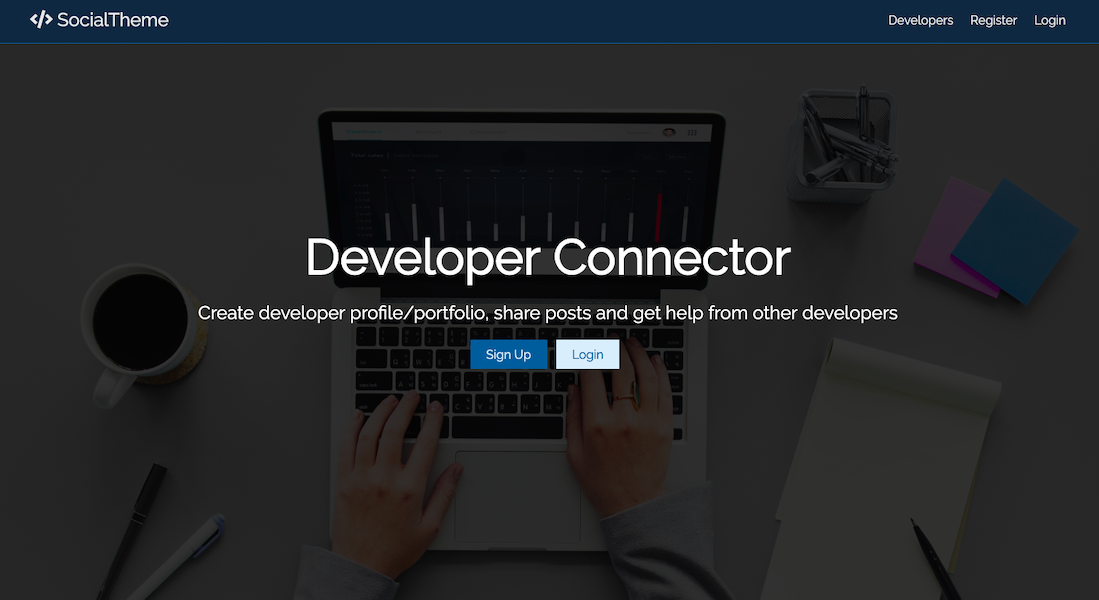 </> SocialTheme
Developers Register Login
Developer Connector
Create developer profile/portfolio, share posts and get help from other developers
Sign Up Login